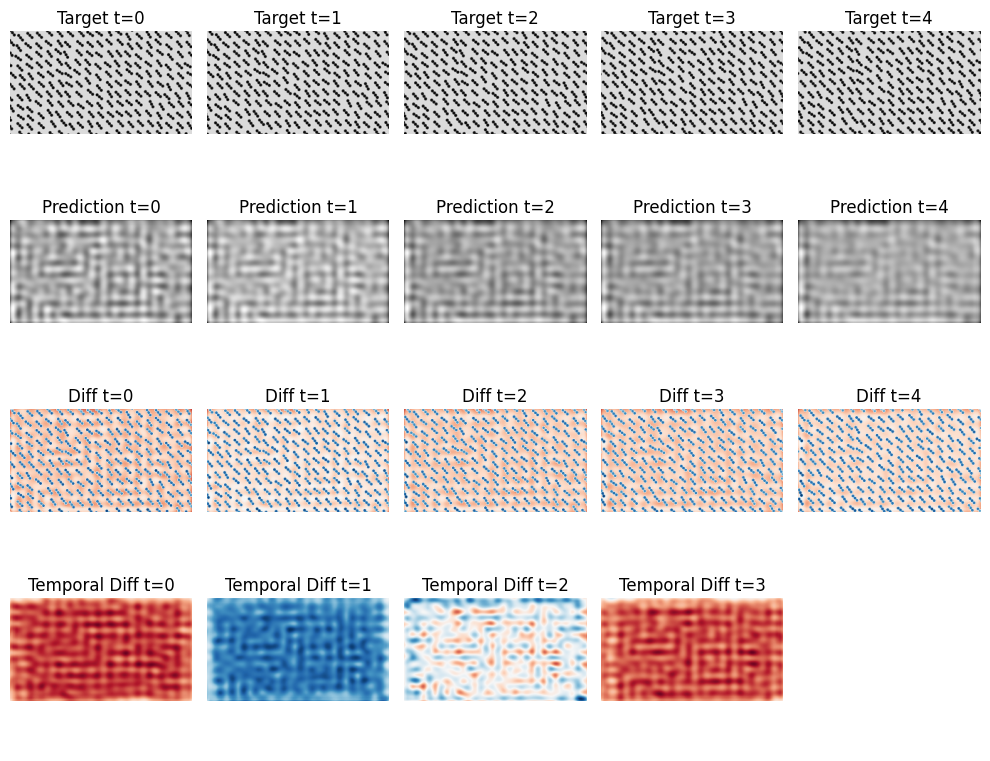 Target t=0 Target t=1 Target t=2 Target t=3 Target t=4
Prediction t=0 Prediction t=1 Prediction t=2 Prediction t=3 Prediction t=4
Diff t=0 Diff t=1 Diff t=2 Diff t=3 Diff t=4
Temporal Diff t=0 Temporal Diff t=1 Temporal Diff t=2 Temporal Diff t=3